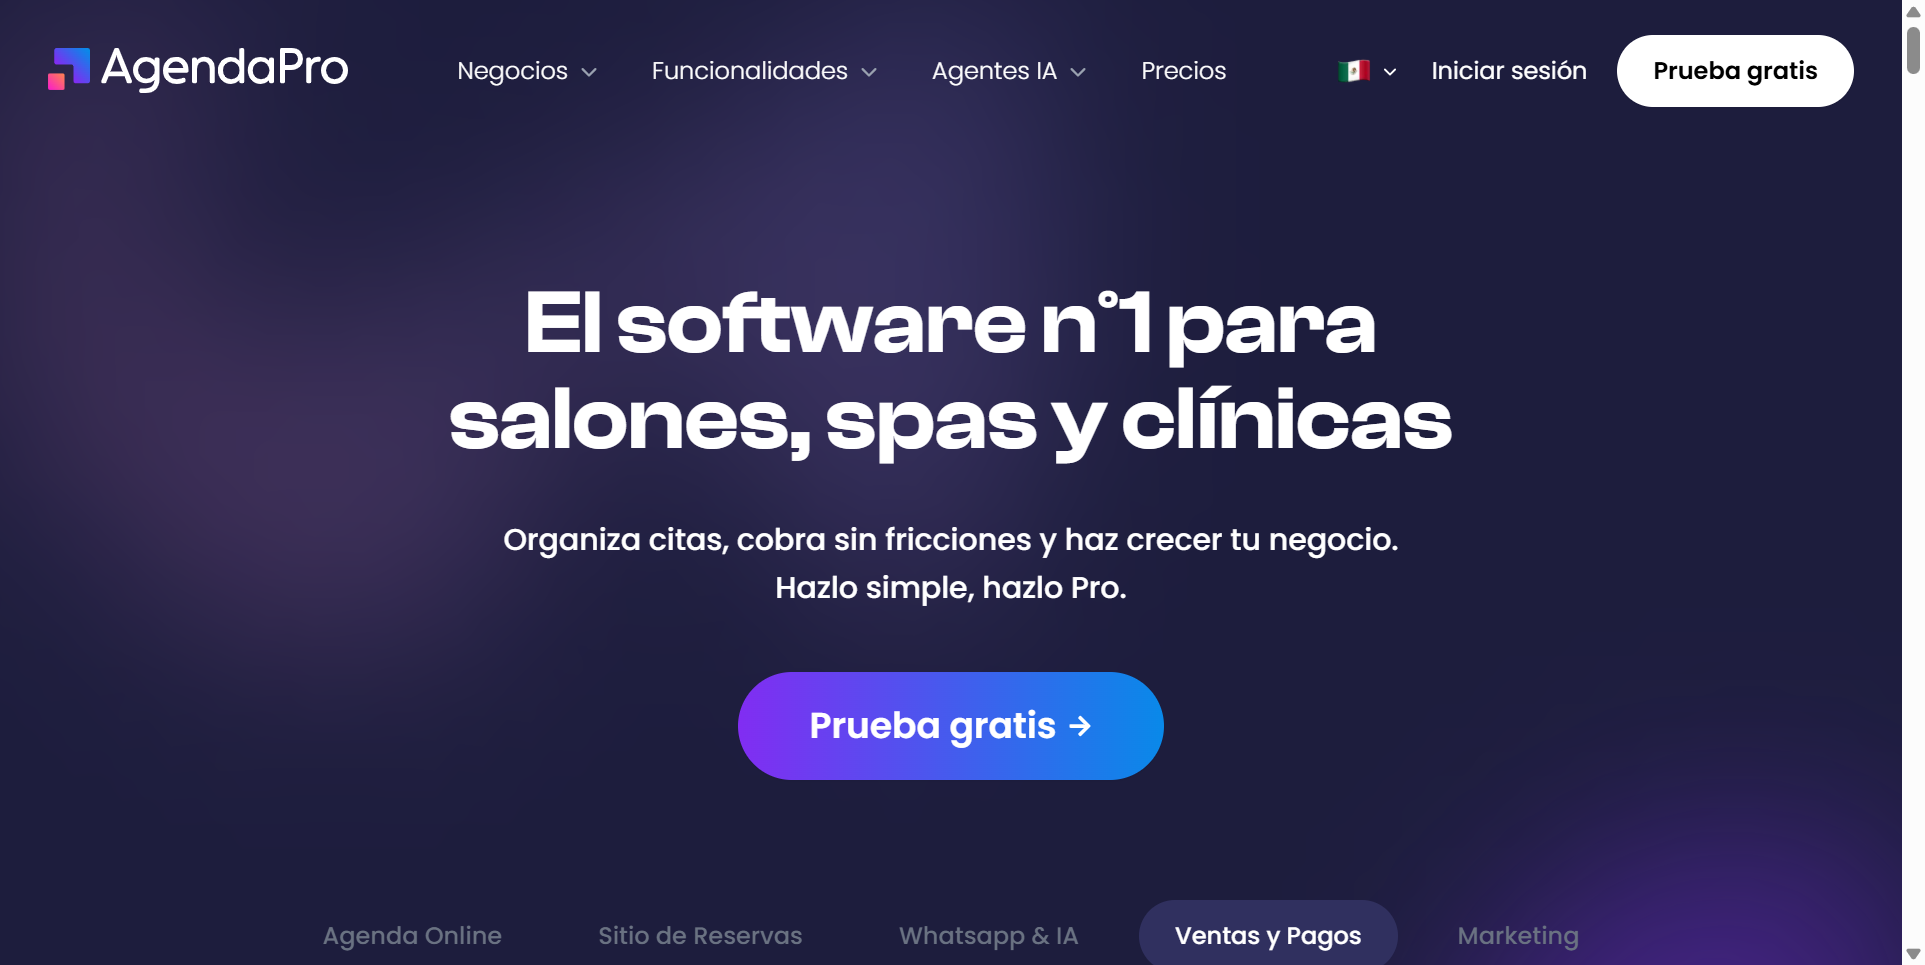 AgendaPro
Negocios
Funcionalidades
Agentes IA
Precios
Iniciar sesión
Prueba gratis
El software n°1 para
salones, spas y clínicas
Organiza citas, cobra sin fricciones y haz crecer tu negocio.
Hazlo simple, hazlo Pro.
Prueba gratis →
Agenda Online
Sitio de Reservas
Whatsapp & IA
Ventas y Pagos
Marketing